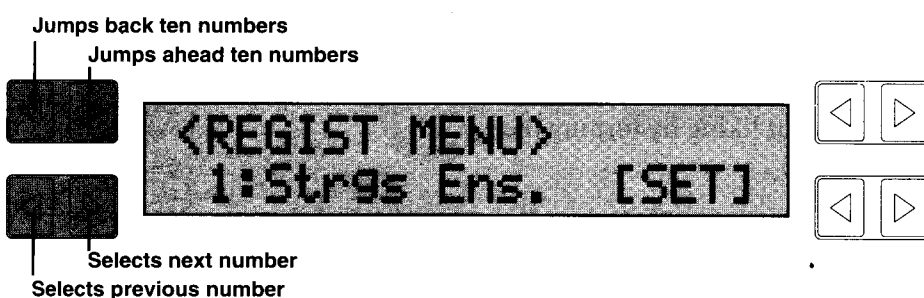 Jumps back ten numbers
Jumps ahead ten numbers
<REGIST MENU>
1:Strgs Ens. [SET]
Selects next number
Selects previous number